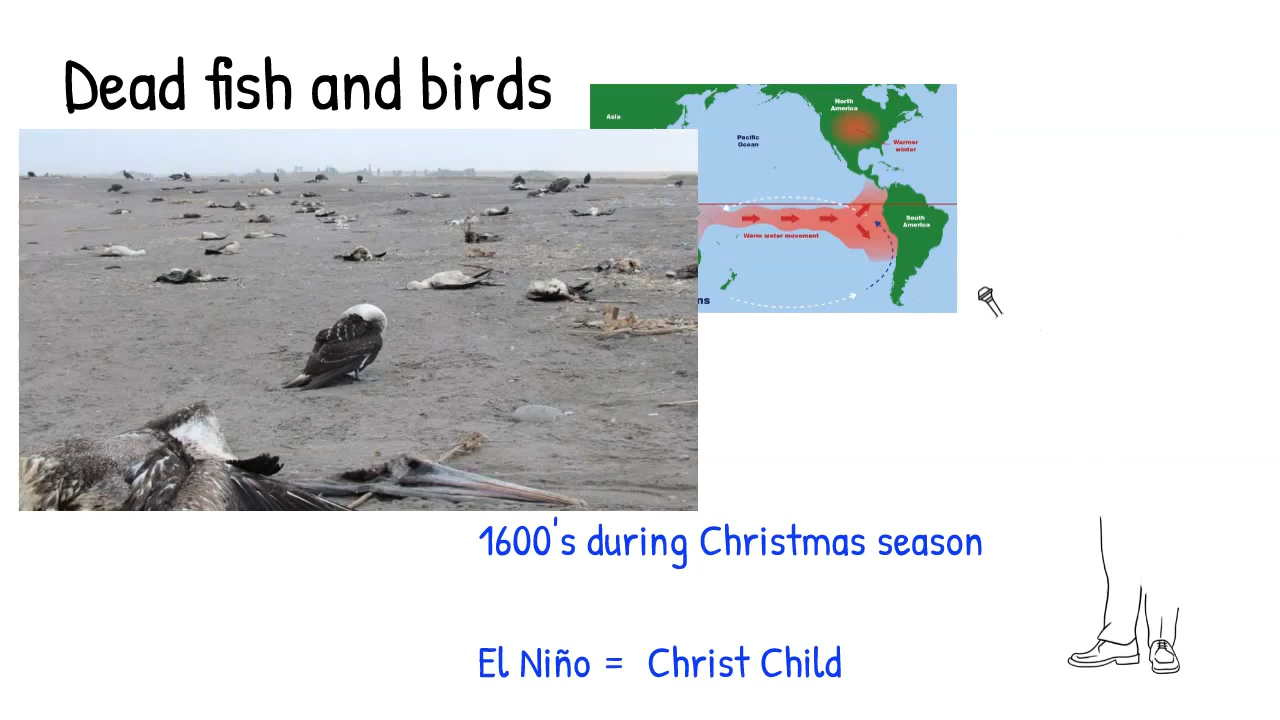 Dead fish and birds
Asia
North
America
Pacific
Ocean
Warmer
winter
South
America
Warm water movement
ns
1600's during Christmas season
El Niño = Christ Child